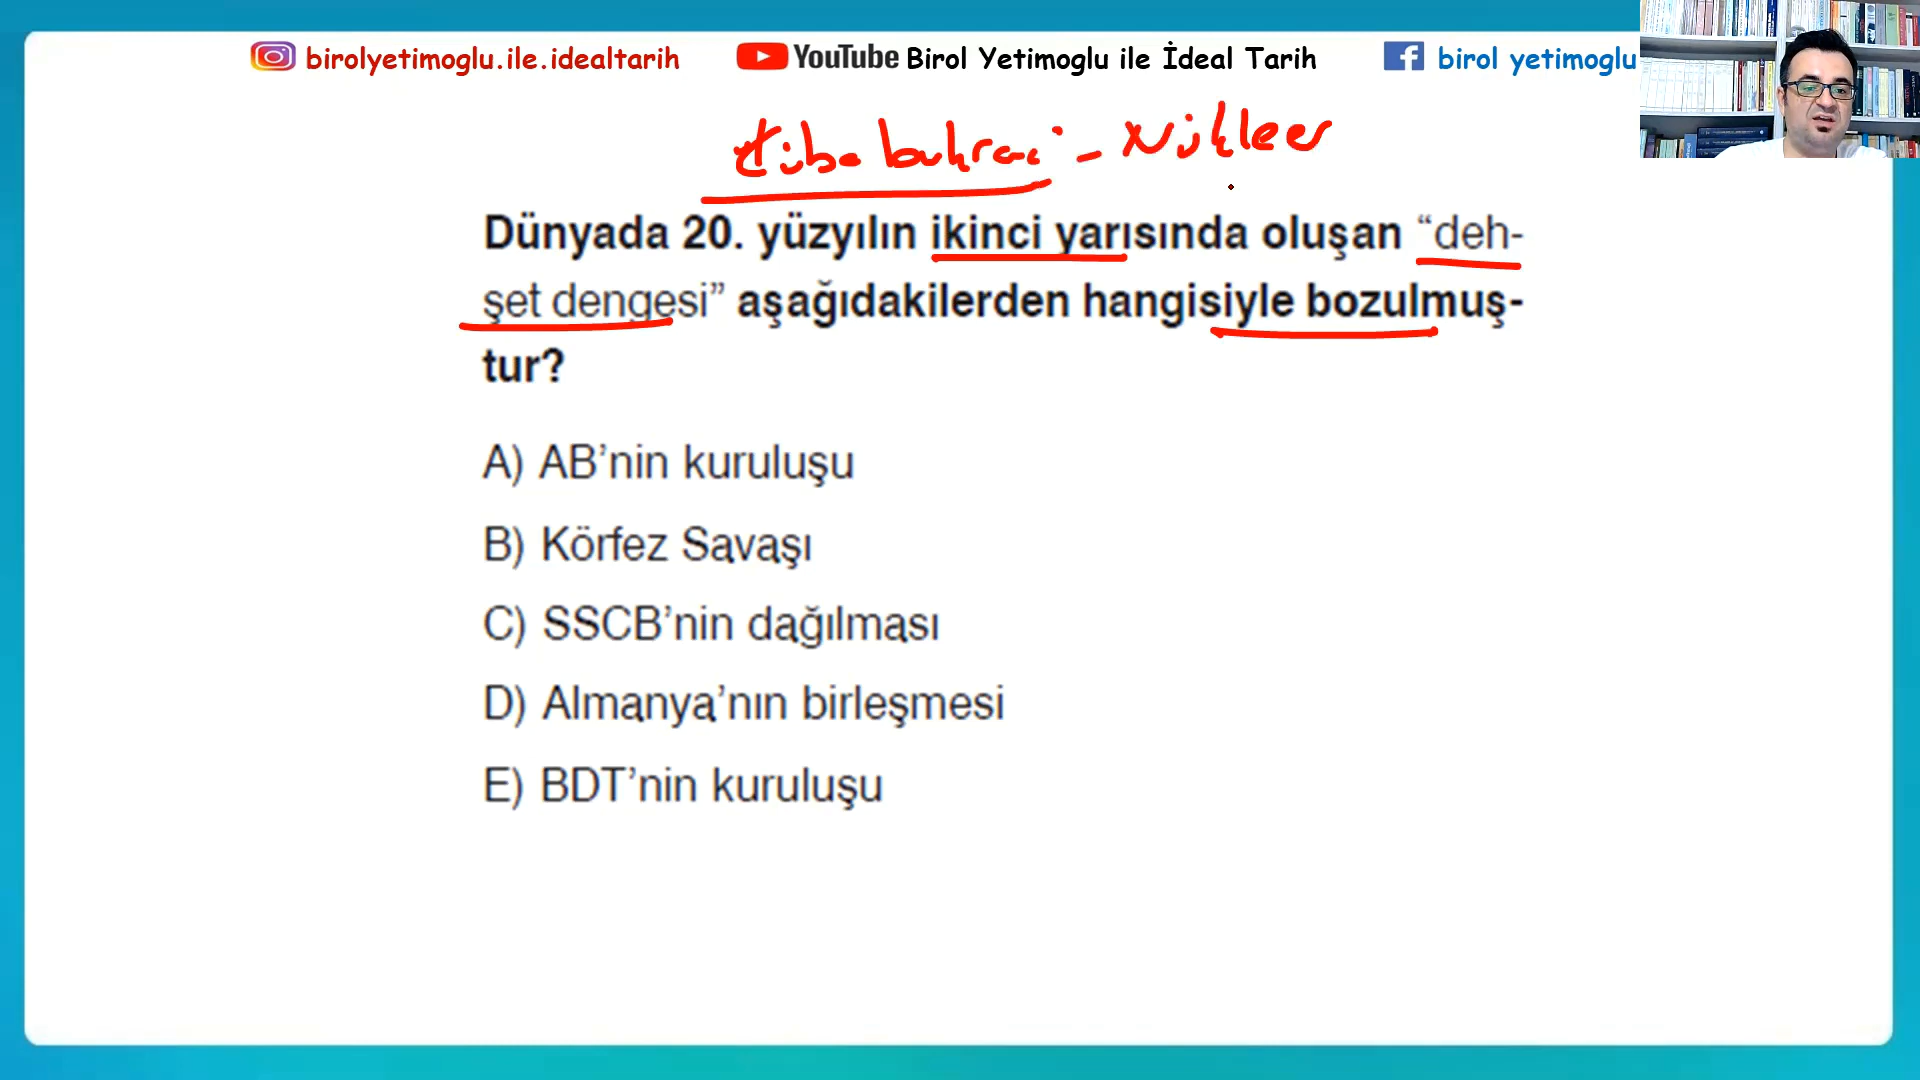 birolyetimoglu.ile.idealtarih
YouTube Birol Yetimoglu ile İdeal Tarih
birol yetimoglu
küba buhranı - Nükleer
Dünyada 20. yüzyılın ikinci yarısında oluşan “deh-
şet dengesi” aşağıdakilerden hangisiyle bozulmuş-
tur?
A) AB’nin kuruluşu
B) Körfez Savaşı
C) SSCB’nin dağılması
D) Almanya’nın birleşmesi
E) BDT’nin kuruluşu